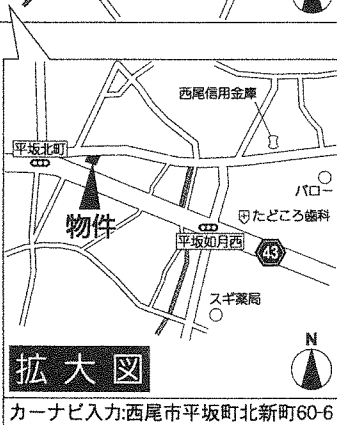 西尾信用金庫
平坂北町
バロー
物件
たどころ歯科
平坂如月西
43
スギ薬局
N
拡大図
カーナビ入力:西尾市平坂町北新町60-6